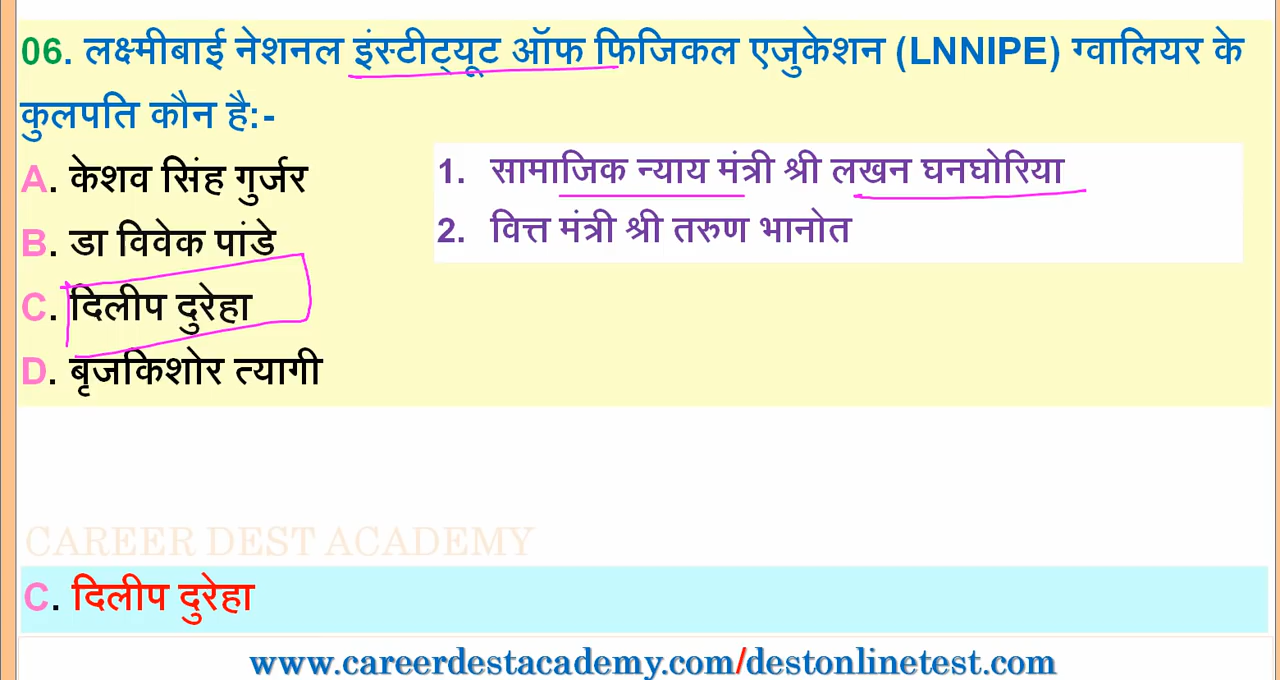 06. लक्ष्मीबाई नेशनल इंस्टीट्यूट ऑफ फिजिकल एजुकेशन (LNNIPE) ग्वालियर के
कुलपति कौन है:-
A. केशव सिंह गुर्जर
B. डा विवेक पांडे
C. दिलीप दुरेहा
D. बृजकिशोर त्यागी
1. सामाजिक न्याय मंत्री श्री लखन घनघोरिया
2. वित्त मंत्री श्री तरुण भानोत
CAREER DEST ACADEMY
C. दिलीप दुरेहा
www.careerdestacademy.com/destonlinetest.com